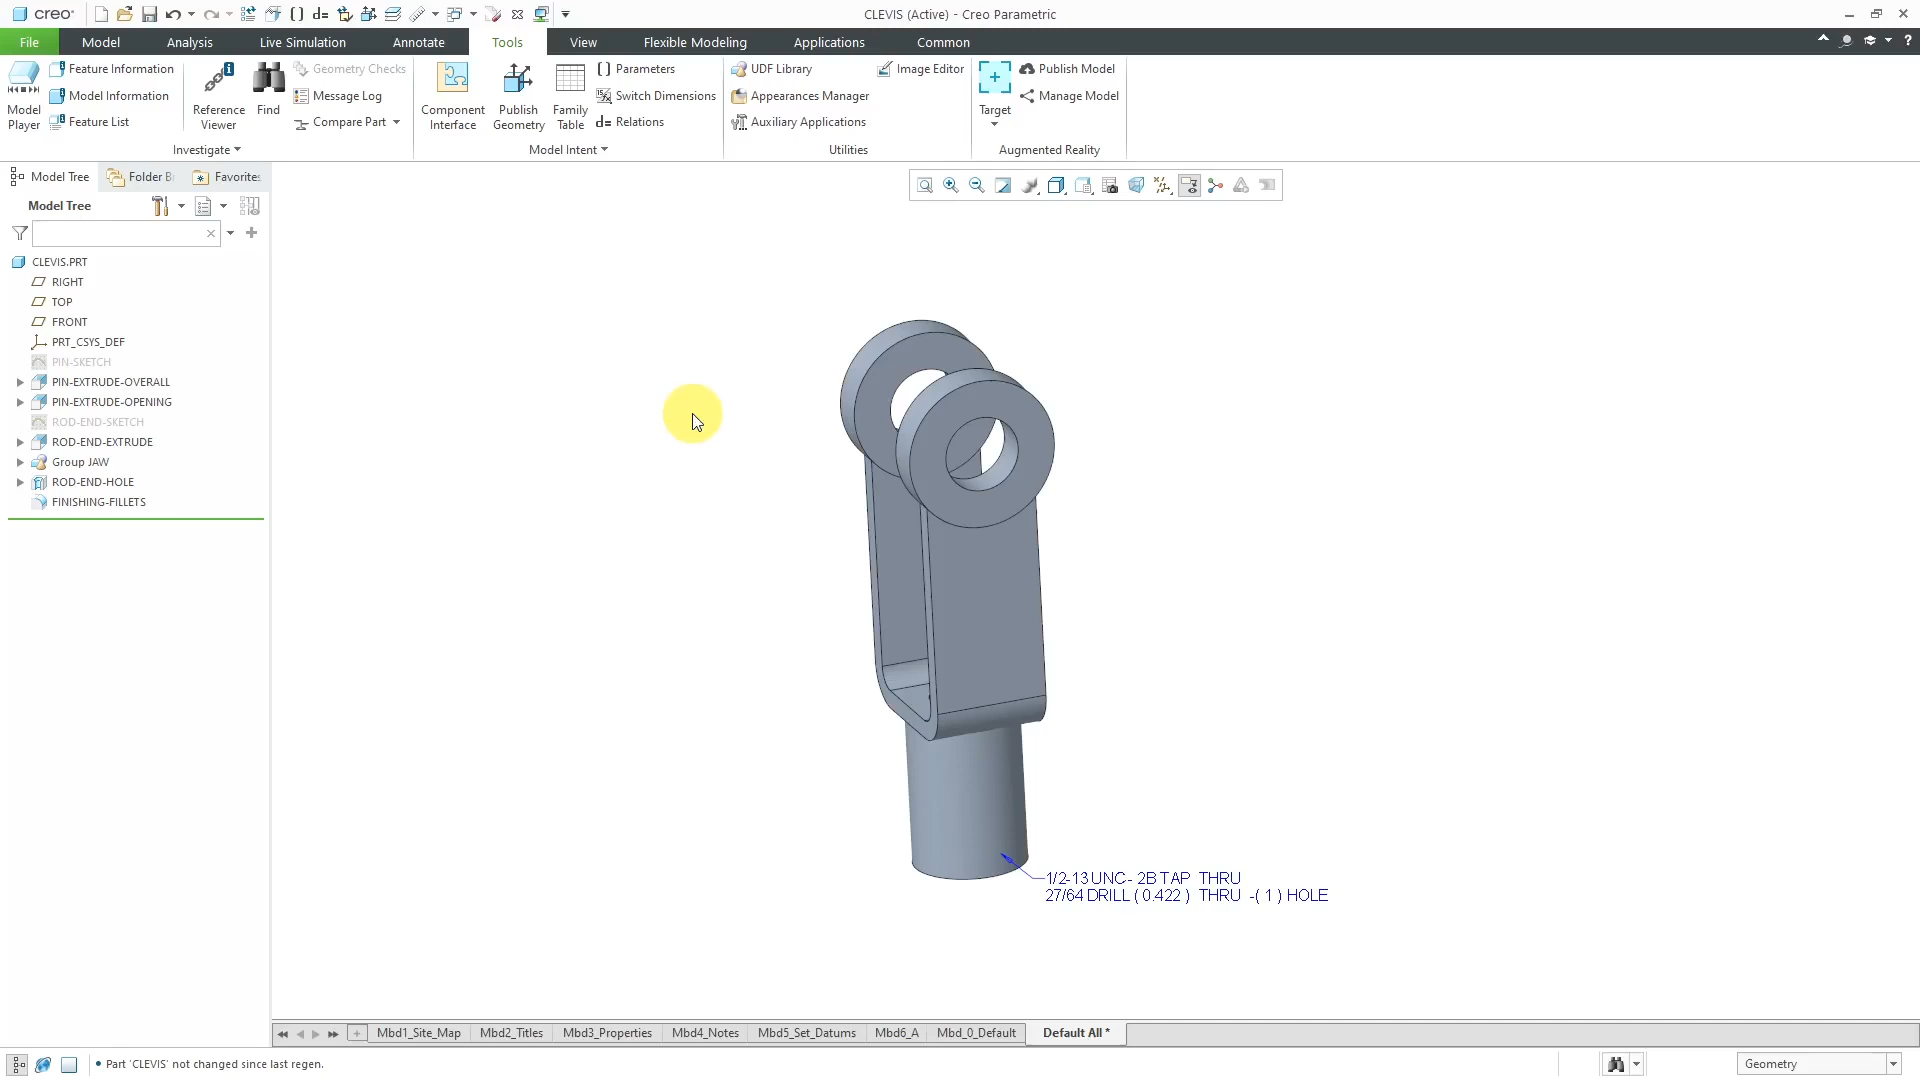 creo
CLEVIS (Active) - Creo Parametric
File
Model
Analysis
Live Simulation
Annotate
Tools
View
Flexible Modeling
Applications
Common
Model Player
Feature Information
Model Information
Feature List
Reference Viewer
Find
Geometry Checks
Message Log
Compare Part
Investigate
Component Interface
Publish Geometry
Family Table
Parameters
Switch Dimensions
d= Relations
Model Intent
UDF Library
Appearances Manager
Auxiliary Applications
Image Editor
Utilities
Target
Publish Model
Manage Model
Augmented Reality
Model Tree
Folder B
Favorites
Model Tree
CLEVIS.PRT
RIGHT
TOP
FRONT
PRT_CSYS_DEF
PIN-SKETCH
PIN-EXTRUDE-OVERALL
PIN-EXTRUDE-OPENING
ROD-END-SKETCH
ROD-END-EXTRUDE
Group JAW
ROD-END-HOLE
FINISHING-FILLETS
1/2-13 UNC- 2B TAP THRU
27/64 DRILL ( 0.422 ) THRU -( 1 ) HOLE
Mbd1_Site_Map
Mbd2_Titles
Mbd3_Properties
Mbd4_Notes
Mbd5_Set_Datums
Mbd6_A
Mbd_0_Default
Default All *
• Part 'CLEVIS' not changed since last regen.
Geometry